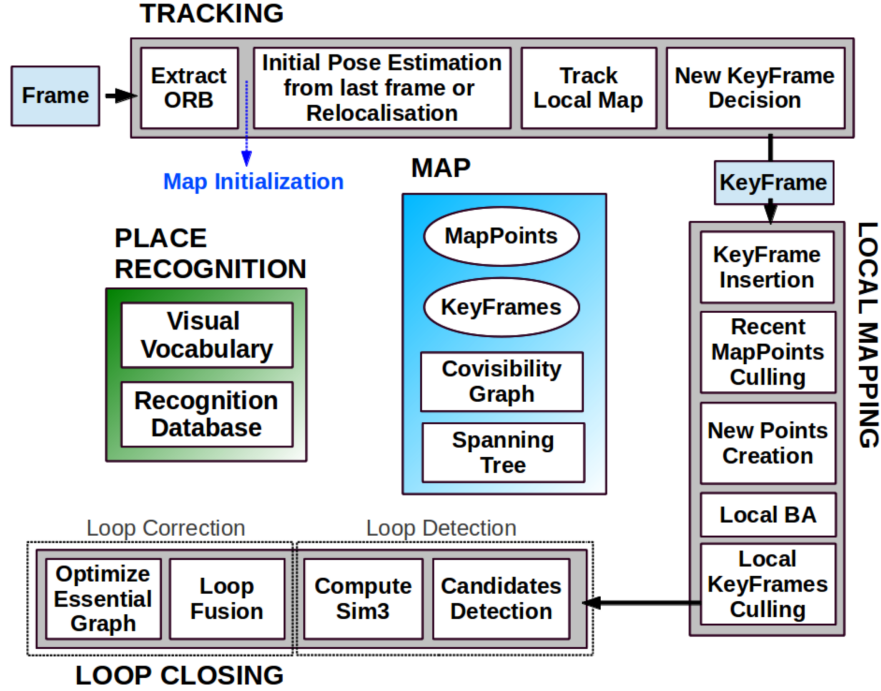 TRACKING
Frame
Extract
ORB
Initial Pose Estimation
from last frame or
Relocalisation
Track
Local Map
New KeyFrame
Decision
Map Initialization
MAP
KeyFrame
MapPoints
KeyFrames
Covisibility
Graph
Spanning
Tree
PLACE
RECOGNITION
Visual
Vocabulary
Recognition
Database
LOCAL MAPPING
KeyFrame
Insertion
Recent
MapPoints
Culling
New Points
Creation
Local BA
Local
KeyFrames
Culling
Loop Correction
Loop Detection
Optimize
Essential
Graph
Loop
Fusion
Compute
Sim3
Candidates
Detection
LOOP CLOSING